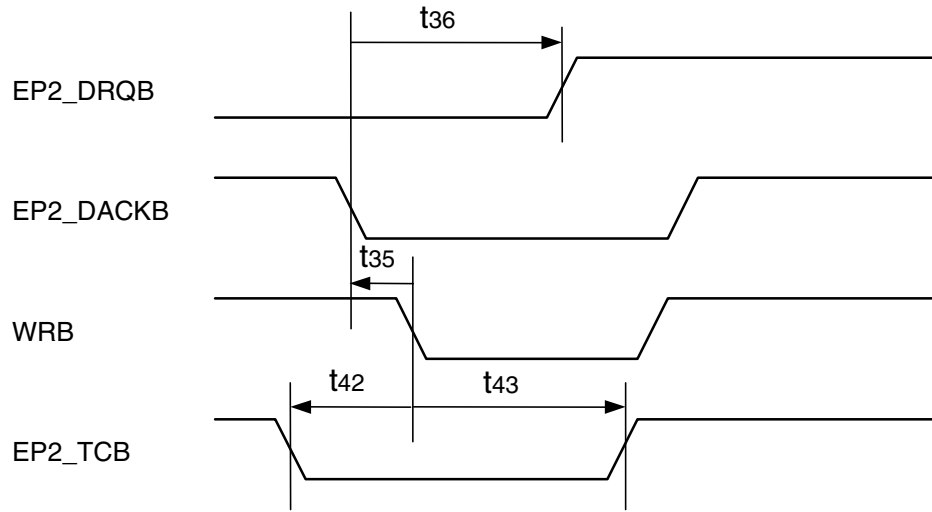 t36
EP2_DRQB
EP2_DACKB
t35
WRB
t42
t43
EP2_TCB